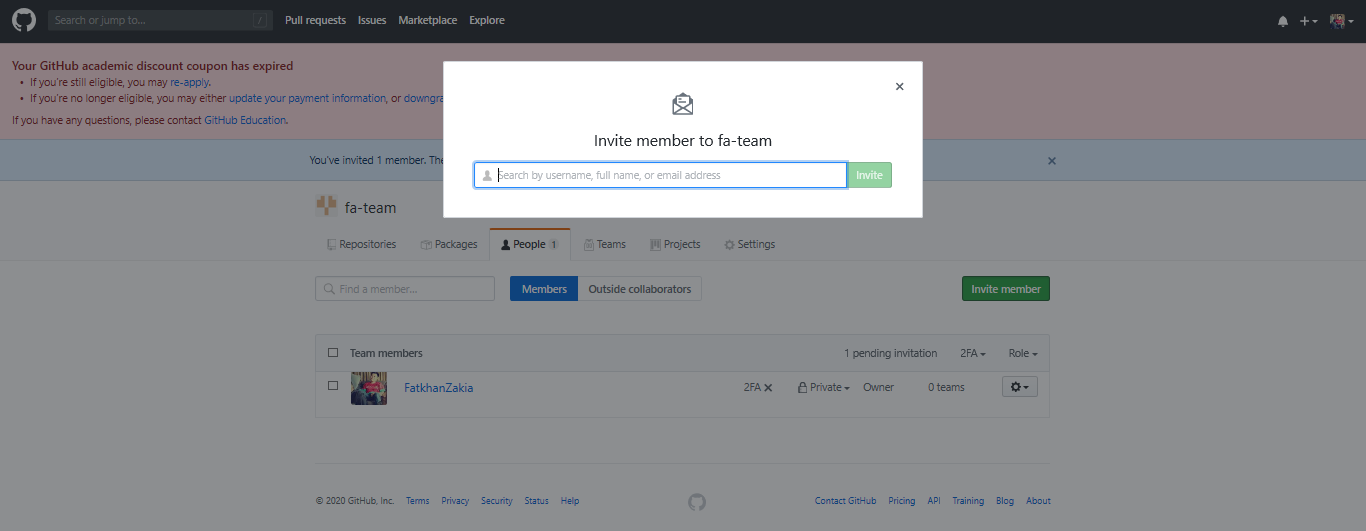 Search or jump to...
/
Pull requests
Issues
Marketplace
Explore
Your GitHub academic discount coupon has expired
• If you're still eligible, you may re-apply.
• If you're no longer eligible, you may either update your payment information, or downgra
If you have any questions, please contact GitHub Education.
You've invited 1 member. The
Invite member to fa-team
Search by username, full name, or email address
Invite
fa-team
Repositories
Packages
People 1
Teams
Projects
Settings
Find a member...
Members
Outside collaborators
Invite member
Team members
1 pending invitation
2FA
Role
FatkhanZakia
2FA
Private
Owner
0 teams
© 2020 GitHub, Inc.
Terms
Privacy
Security
Status
Help
Contact GitHub
Pricing
API
Training
Blog
About